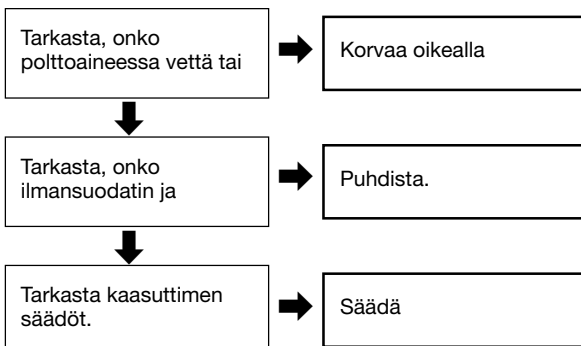 Tarkasta, onko
polttoaineessa vettä tai
Korvaa oikealla
Tarkasta, onko
ilmansuodatin ja
Puhdista.
Tarkasta kaasuttimen
säädöt.
Säädä